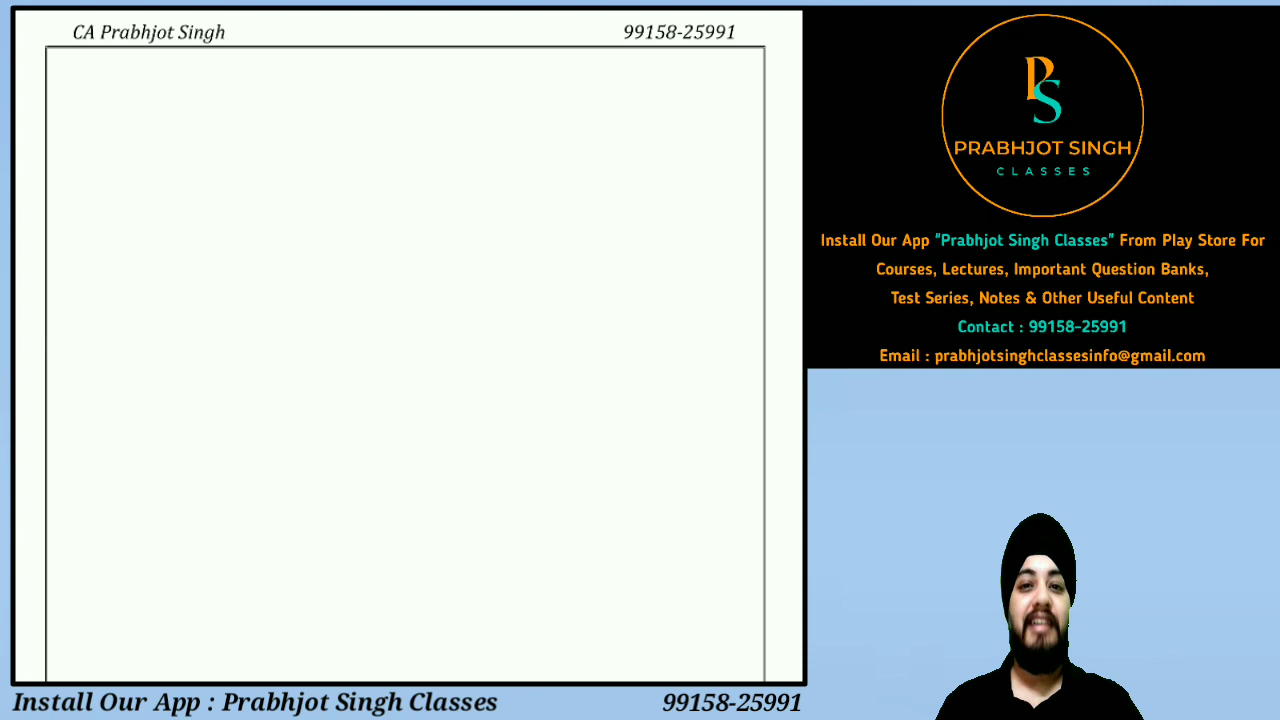 CA Prabhjot Singh 99158-25991
PS
PRABHJOT SINGH
CLASSES
Install Our App "Prabhjot Singh Classes" From Play Store For
Courses, Lectures, Important Question Banks,
Test Series, Notes & Other Useful Content
Contact : 99158-25991
Email : prabhjotsinghclassesinfo@gmail.com
Install Our App : Prabhjot Singh Classes 99158-25991